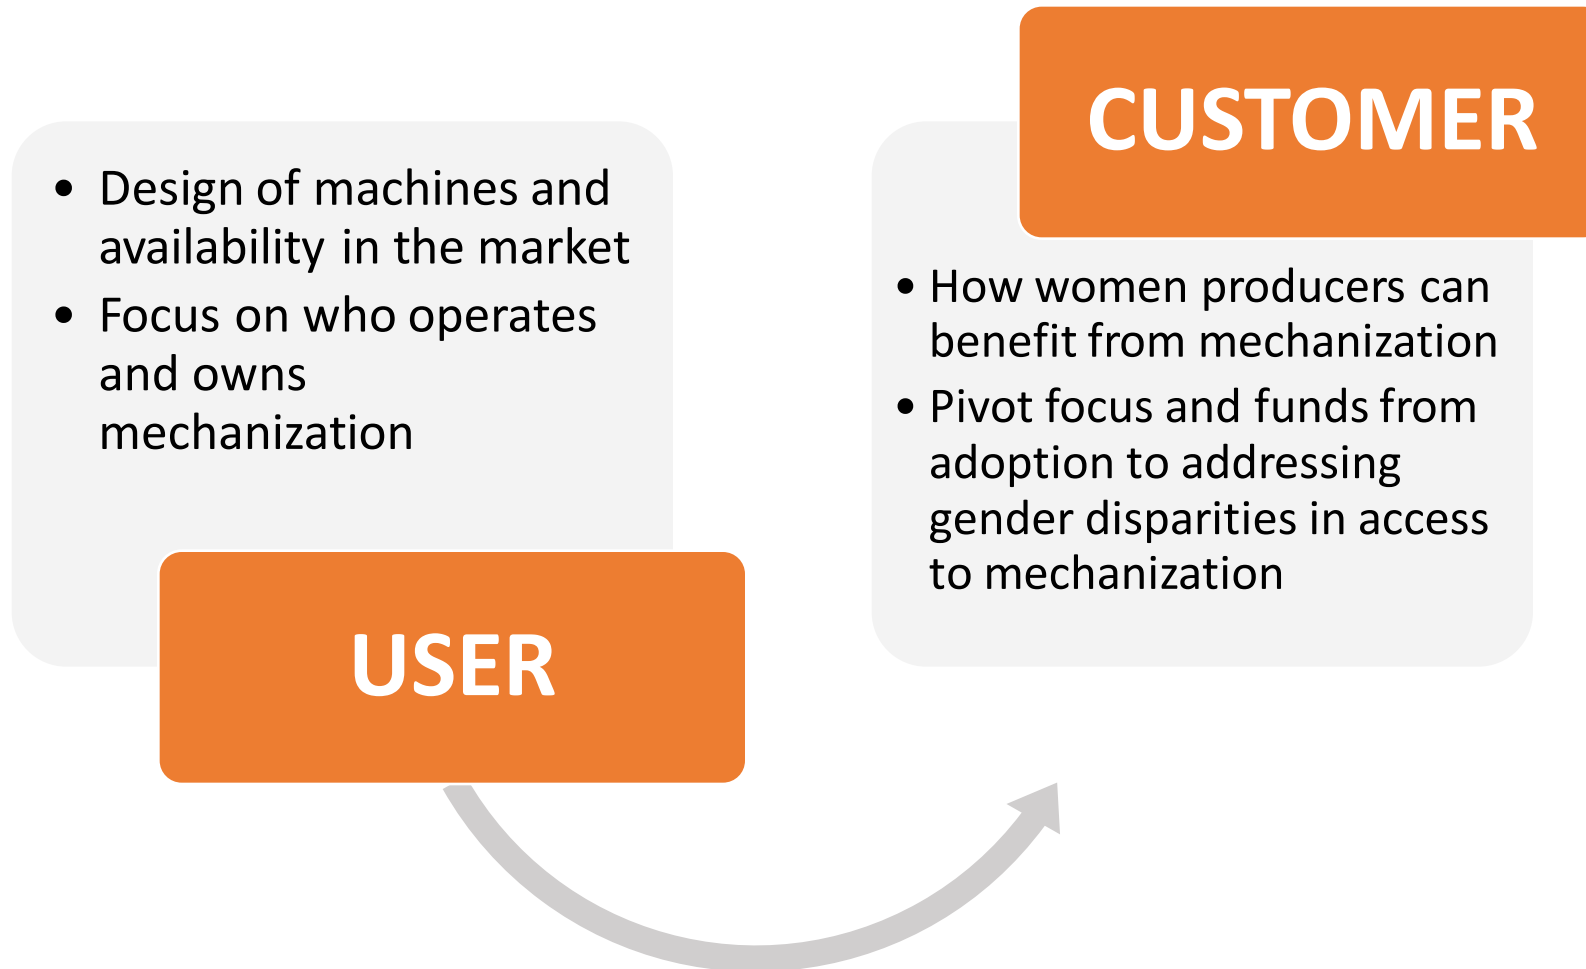 • Design of machines and
availability in the market
• Focus on who operates
and owns
mechanization
USER
CUSTOMER
• How women producers can
benefit from mechanization
• Pivot focus and funds from
adoption to addressing
gender disparities in access
to mechanization